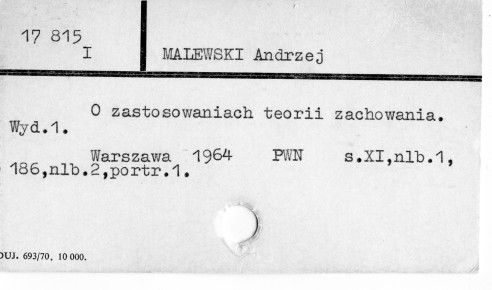 17 815
I
MALEWSKI Andrzej
O zastosowaniach teorii zachowania.
Wyd.1.
Warszawa 1964 PWN s.XI,nlb.1,
186,nlb.2,portr.1.
DUJ. 693/70, 10 000.